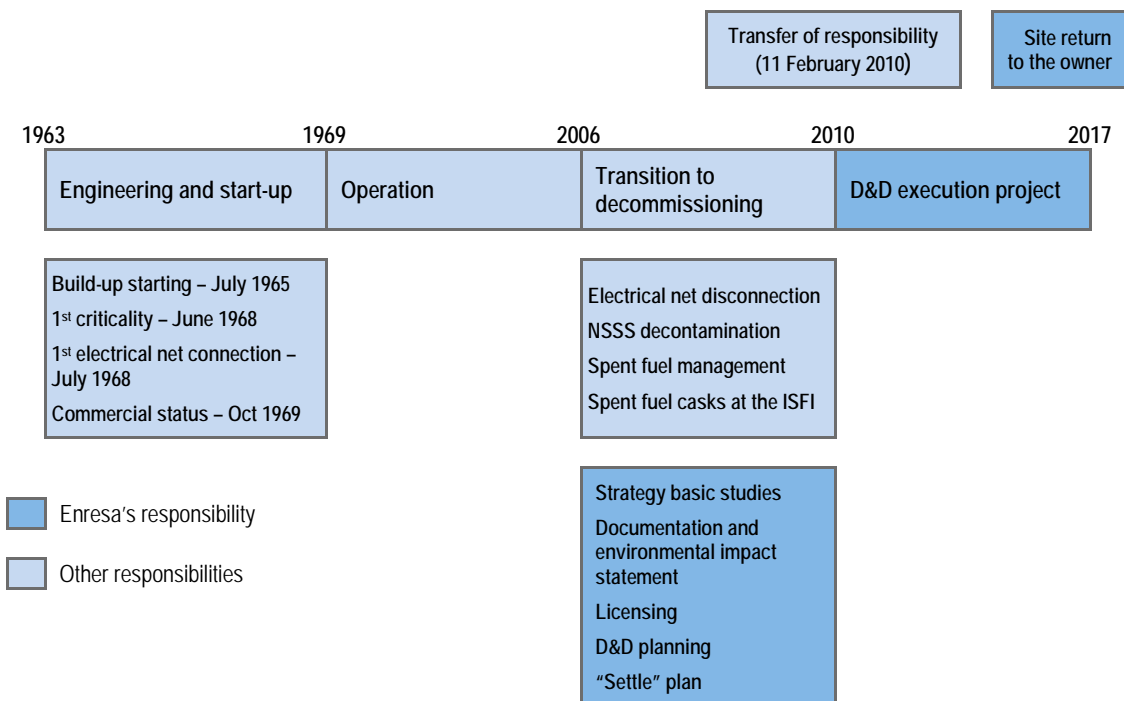 Transfer of responsibility
(11 February 2010)
Site return
to the owner
1963
1969
2006
2010
2017
Engineering and start-up
Operation
Transition to
decommissioning
D&D execution project
Build-up starting – July 1965
1st criticality – June 1968
1st electrical net connection –
July 1968
Commercial status – Oct 1969
Electrical net disconnection
NSSS decontamination
Spent fuel management
Spent fuel casks at the ISFI
Enresa's responsibility
Other responsibilities
Strategy basic studies
Documentation and
environmental impact
statement
Licensing
D&D planning
"Settle" plan